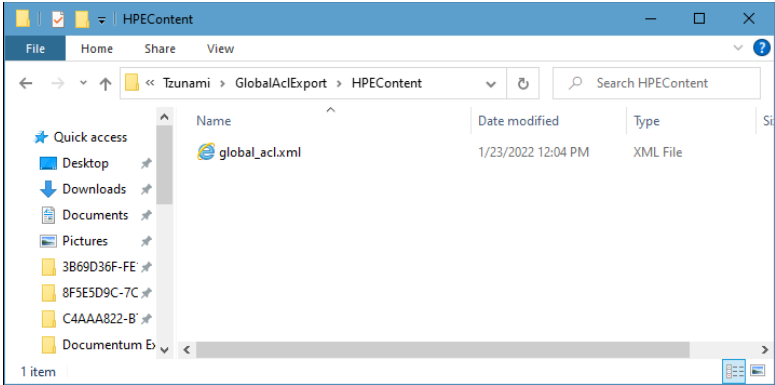 HPEContent
File Home Share View
« Tzunami › GlobalAclExport › HPEContent Search HPEContent
Name Date modified Type Si
Quick access
global_acl.xml 1/23/2022 12:04 PM XML File
Desktop
Downloads
Documents
Pictures
3B69D36F-FE
8F5E5D9C-7C
C4AAA822-B
Documentum E
1 item